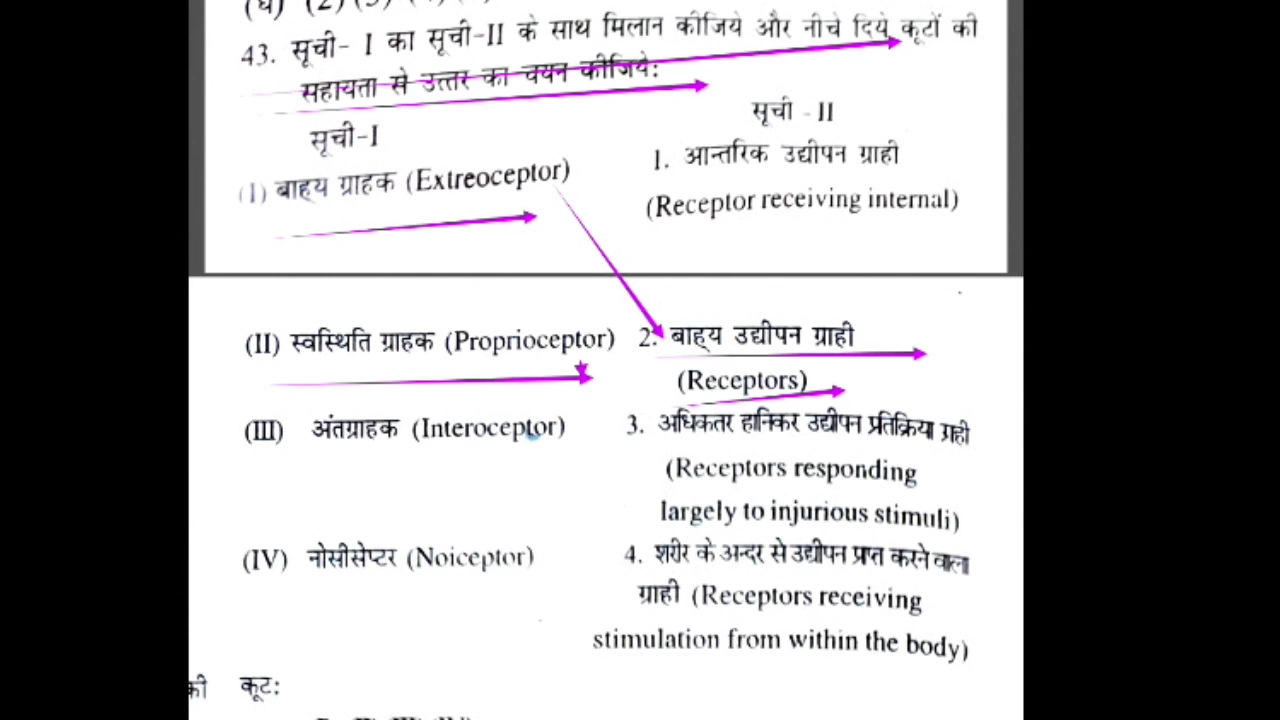 43. सूची- I का सूची-II के साथ मिलान कीजिये और नीचे दिये कूटों की
सहायता से उत्तर का चयन कीजिये:
सूची-I
सूची - II
(I) बाह्य ग्राहक (Extreoceptor)
1. आन्तरिक उद्यीपन ग्राही
(Receptor receiving internal)
(II) स्वस्थिति ग्राहक (Proprioceptor)
2. बाह्य उद्यीपन ग्राही
(Receptors)
(III) अंतग्राहक (Interoceptor)
3. अधिकतर हानिकर उद्यीपन प्रतिक्रिया ग्रही
(Receptors responding
largely to injurious stimuli)
(IV) नोसीसेप्टर (Noiceptor)
4. शरीर के अन्दर से उद्यीपन प्राप्त करने वाला
ग्राही (Receptors receiving
stimulation from within the body)
की कूट: